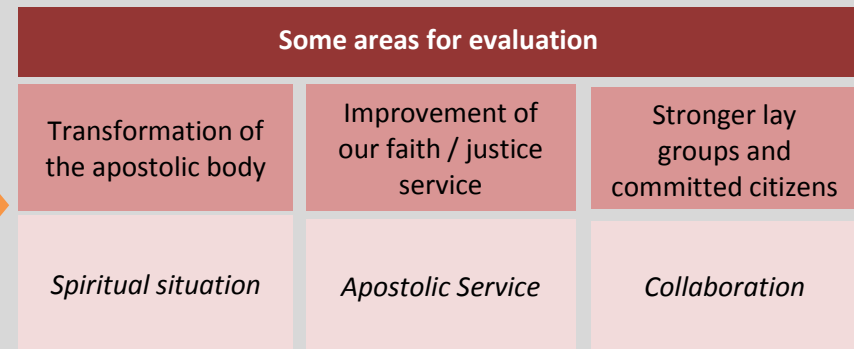 Some areas for evaluation
Transformation of
the apostolic body
Improvement of
our faith / justice
service
Stronger lay
groups and
committed citizens
Spiritual situation
Apostolic Service
Collaboration